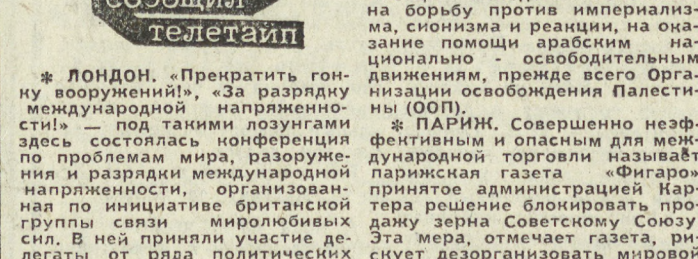 сообщил
телетайп
* ЛОНДОН. «Прекратить гон-
ку вооружений!», «За разрядку
международной напряженно-
сти!» — под такими лозунгами
здесь состоялась конференция
по проблемам мира, разоруже-
ния и разрядки международной
напряженности, организован-
ная по инициативе британской
группы связи миролюбивых
сил. В ней приняли участие де-
легаты от ряда политических
на борьбу против империализ-
ма, сионизма и реакции, на ока-
зание помощи арабским на-
ционально - освободительным
движениям, прежде всего Орга-
низации освобождения Палести-
ны (ООП).
* ПАРИЖ. Совершенно неэф-
фективным и опасным для меж-
дународной торговли называет
парижская газета «Фигаро»
принятое администрацией Кар-
тера решение блокировать про-
дажу зерна Советскому Союзу
Эта мера, отмечает газета, ри-
скует дезорганизовать мировой